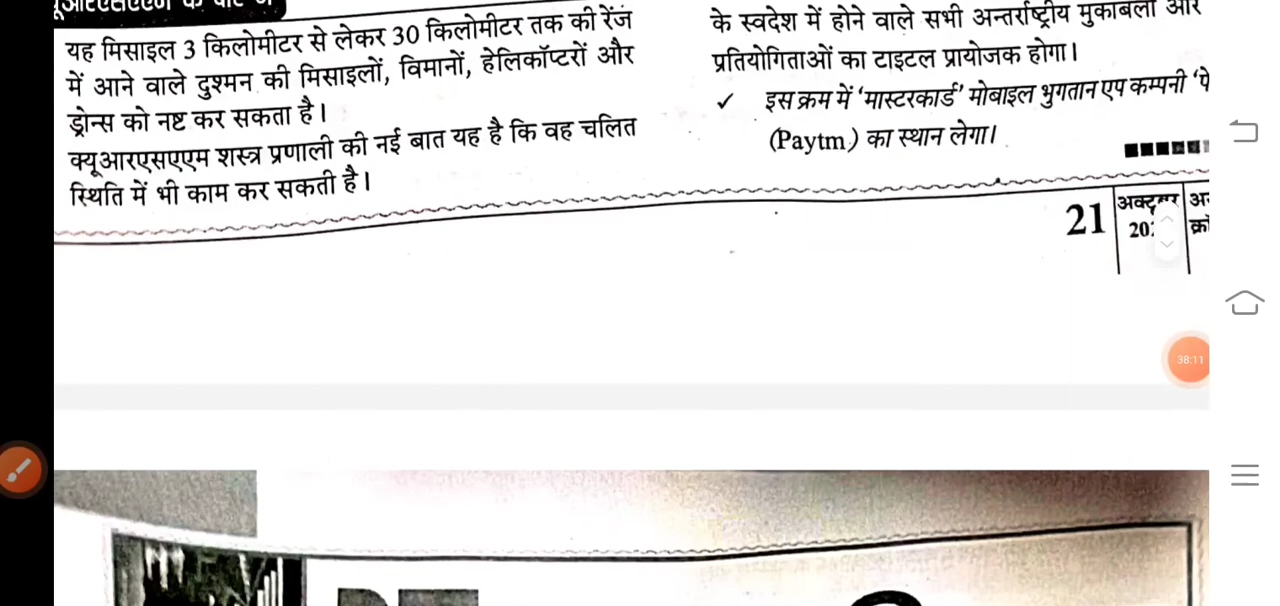 यह मिसाइल 3 किलोमीटर से लेकर 30 किलोमीटर तक की रेंज
में आने वाले दुश्मन की मिसाइलों, विमानों, हेलिकॉप्टरों और
ड्रोन्स को नष्ट कर सकता है।
क्यूआरएसएएम शस्त्र प्रणाली की नई बात यह है कि वह चलित
स्थिति में भी काम कर सकती है।
के स्वदेश में होने वाले सभी अन्तर्राष्ट्रीय मुकाबलों और
प्रतियोगिताओं का टाइटल प्रायोजक होगा।
✓ इस क्रम में ‘मास्टरकार्ड’ मोबाइल भुगतान एप कम्पनी ‘पे
(Paytm) का स्थान लेगा।
21
38:11